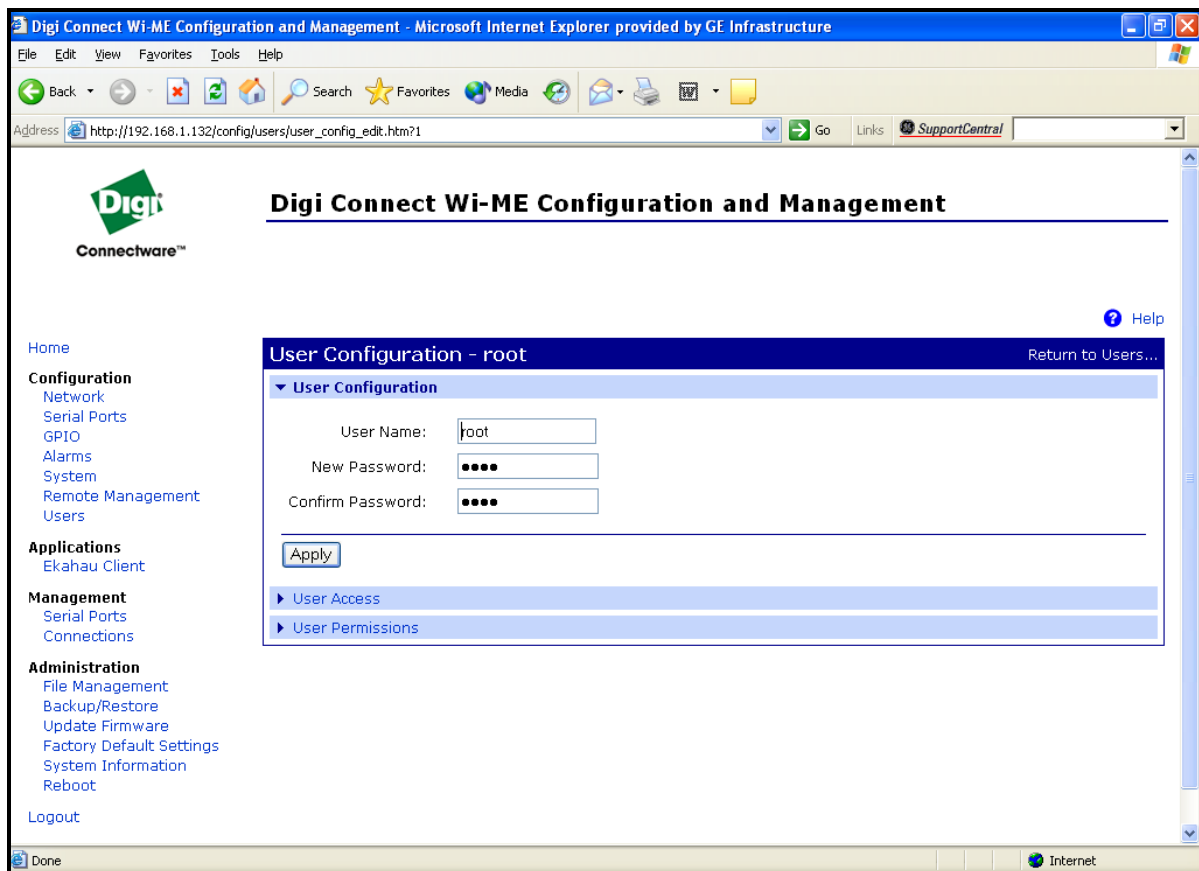 Digi Connect Wi-ME Configuration and Management - Microsoft Internet Explorer provided by GE Infrastructure
File Edit View Favorites Tools Help
Back Search Favorites Media
Address http://192.168.1.132/config/users/user_config_edit.htm?1 Go Links SupportCentral
Digi
Connectware™
Digi Connect Wi-ME Configuration and Management
? Help
Home
Configuration
Network
Serial Ports
GPIO
Alarms
System
Remote Management
Users
Applications
Ekahau Client
Management
Serial Ports
Connections
Administration
File Management
Backup/Restore
Update Firmware
Factory Default Settings
System Information
Reboot
Logout
User Configuration - root Return to Users...
User Configuration
User Name: root
New Password: ●●●●
Confirm Password: ●●●●
Apply
User Access
User Permissions
Done Internet